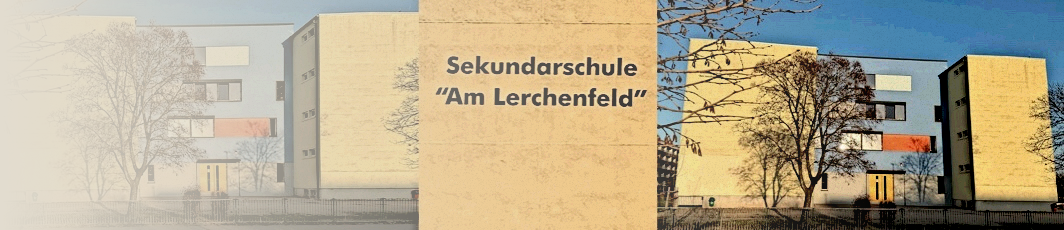 Sekundarschule
“Am Lerchenfeld”